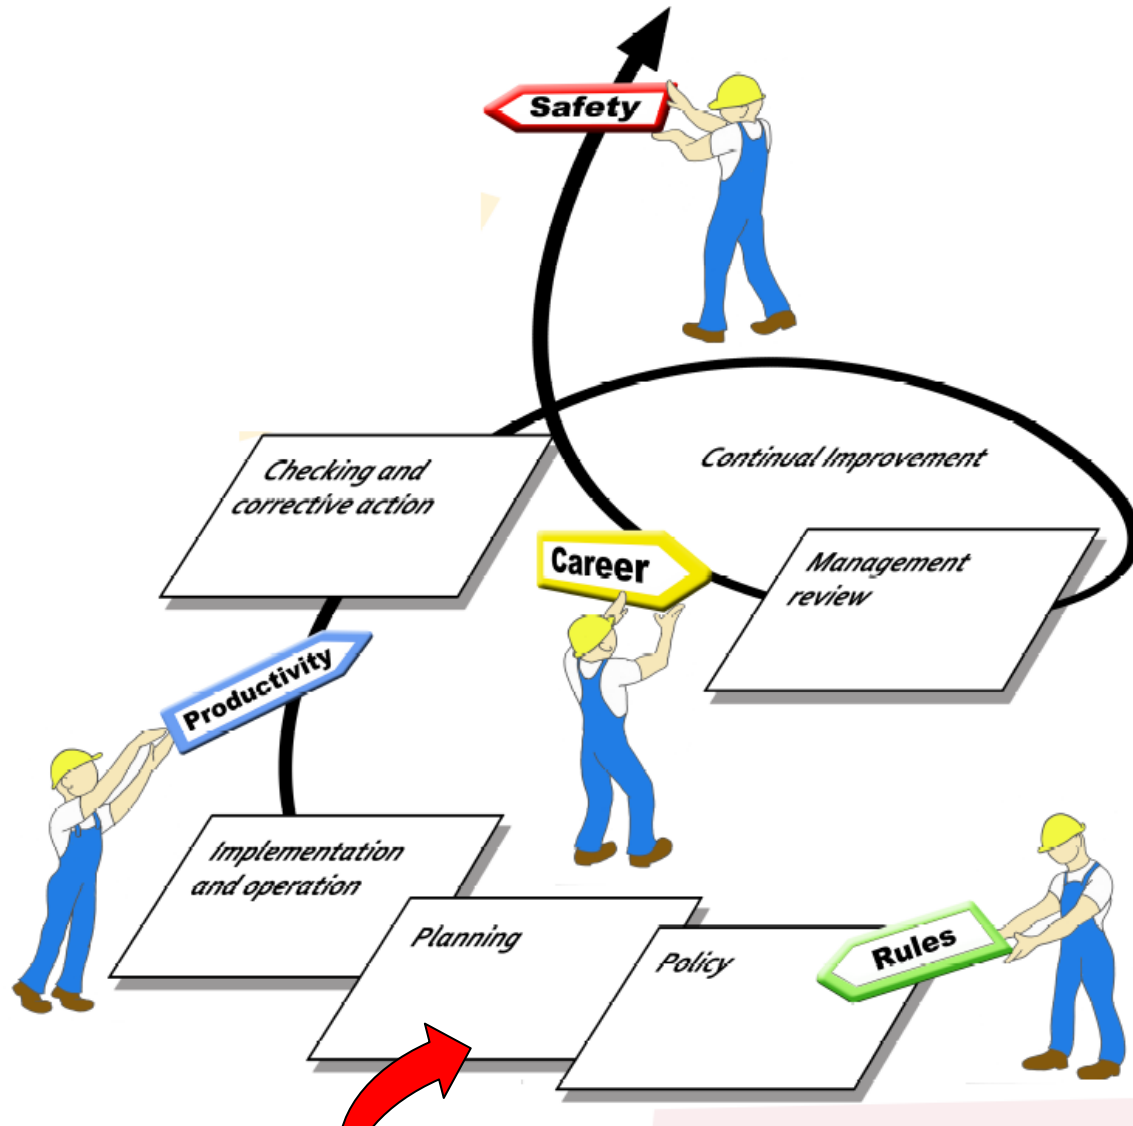 Safety
Continual Improvement
Checking and
corrective action
Career
Management
review
Productivity
Implementation
and operation
Planning
Policy
Rules